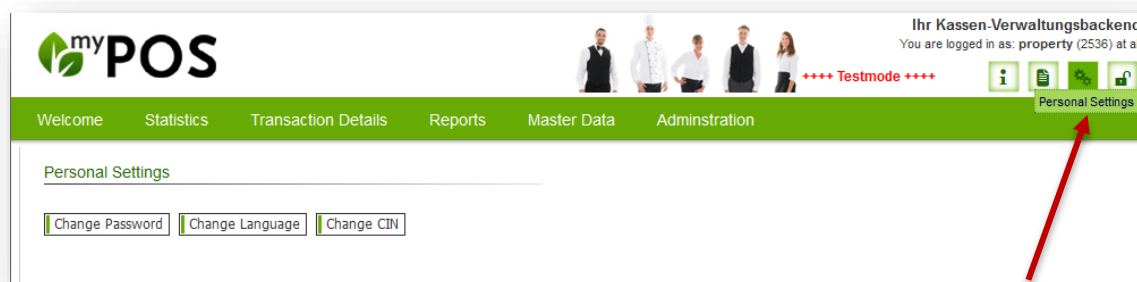 myPOS
Ihr Kassen-Verwaltungsbackend
You are logged in as: property (2536) at a
++++ Testmode ++++
Personal Settings
Welcome Statistics Transaction Details Reports Master Data Adminstration
Personal Settings
Change Password Change Language Change CIN